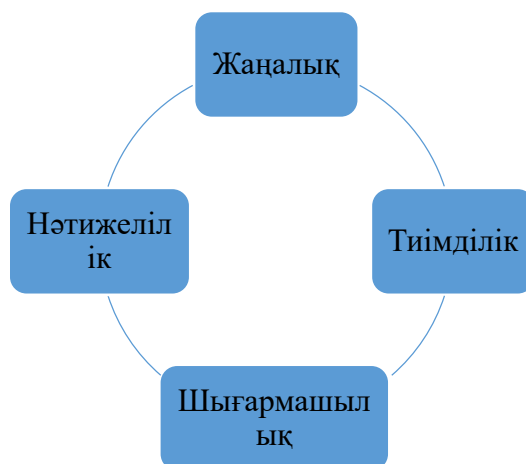 Жаңалық
Тиімділік
Шығармашыл
ық
Нәтижеліл
ік